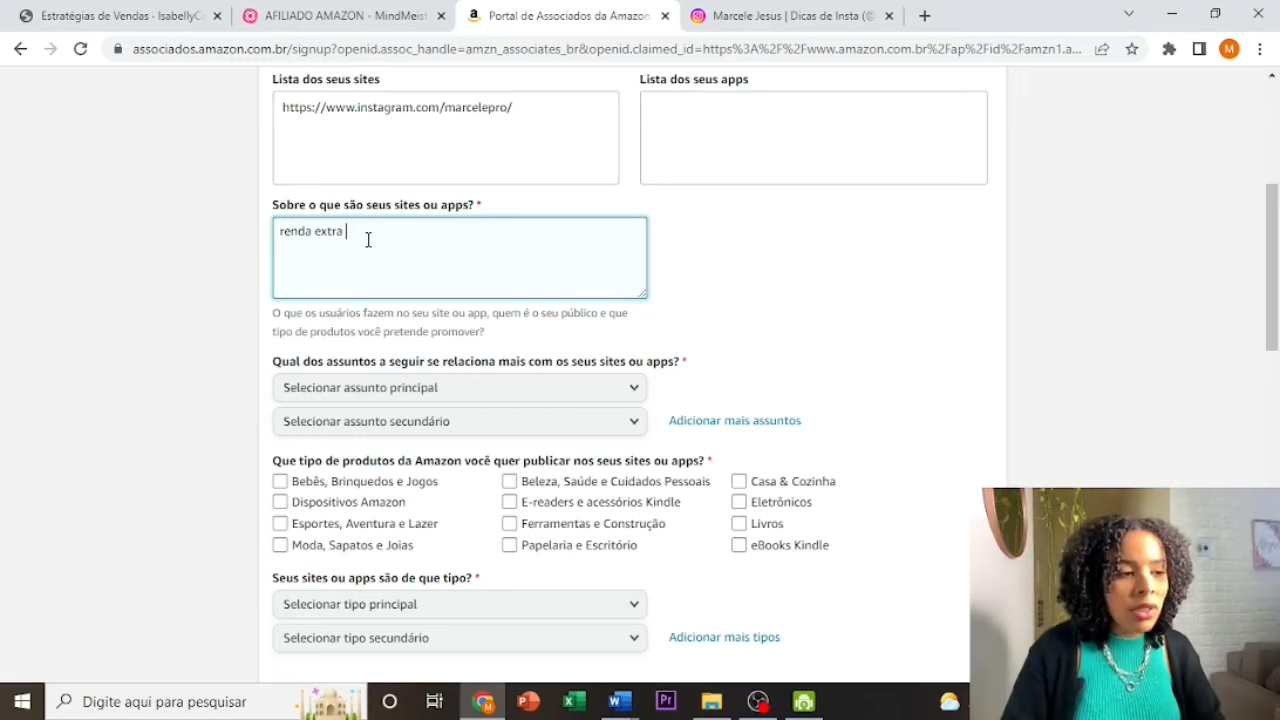 Estratégias de Vendas - IsabellyC
AFILIADO AMAZON - MindMeist
Portal de Associados da Amazon
Marcele Jesus | Dicas de Insta (@
associados.amazon.com.br/signup?openid.assoc_handle=amzn_associates_br&openid.claimed_id=https%3A%2F%2Fwww.amazon.com.br%2Fap%2Fid%2Famzn1.a...
M
Lista dos seus sites
Lista dos seus apps
https://www.instagram.com/marcelepro/
Sobre o que são seus sites ou apps? *
renda extra
O que os usuários fazem no seu site ou app, quem é o seu público e que
tipo de produtos você pretende promover?
Qual dos assuntos a seguir se relaciona mais com os seus sites ou apps? *
Selecionar assunto principal
Selecionar assunto secundário
Adicionar mais assuntos
Que tipo de produtos da Amazon você quer publicar nos seus sites ou apps? *
Bebês, Brinquedos e Jogos
Beleza, Saúde e Cuidados Pessoais
Casa & Cozinha
Dispositivos Amazon
E-readers e acessórios Kindle
Eletrônicos
Esportes, Aventura e Lazer
Ferramentas e Construção
Livros
Moda, Sapatos e Joias
Papelaria e Escritório
eBooks Kindle
Seus sites ou apps são de que tipo? *
Selecionar tipo principal
Selecionar tipo secundário
Adicionar mais tipos
Digite aqui para pesquisar